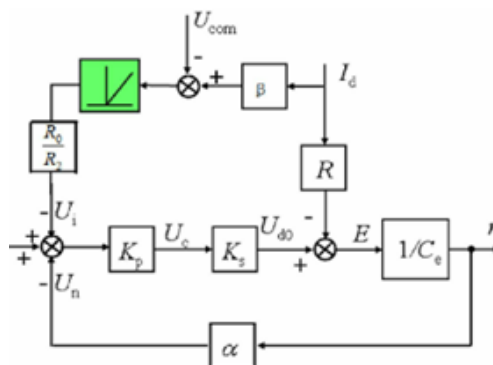 U_com
-
+
β
I_d
R_0
R_2
R
-
U_i
-
+
+
K_p
U_c
K_s
U_d0
+
-
E
1/C_e
n
-
U_n
α